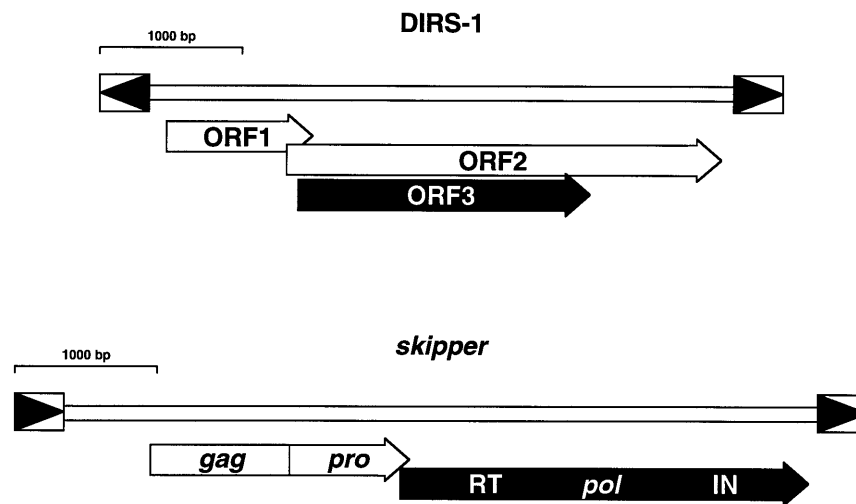 DIRS-1
1000 bp
ORF1
ORF2
ORF3
skipper
1000 bp
gag pro
RT pol IN